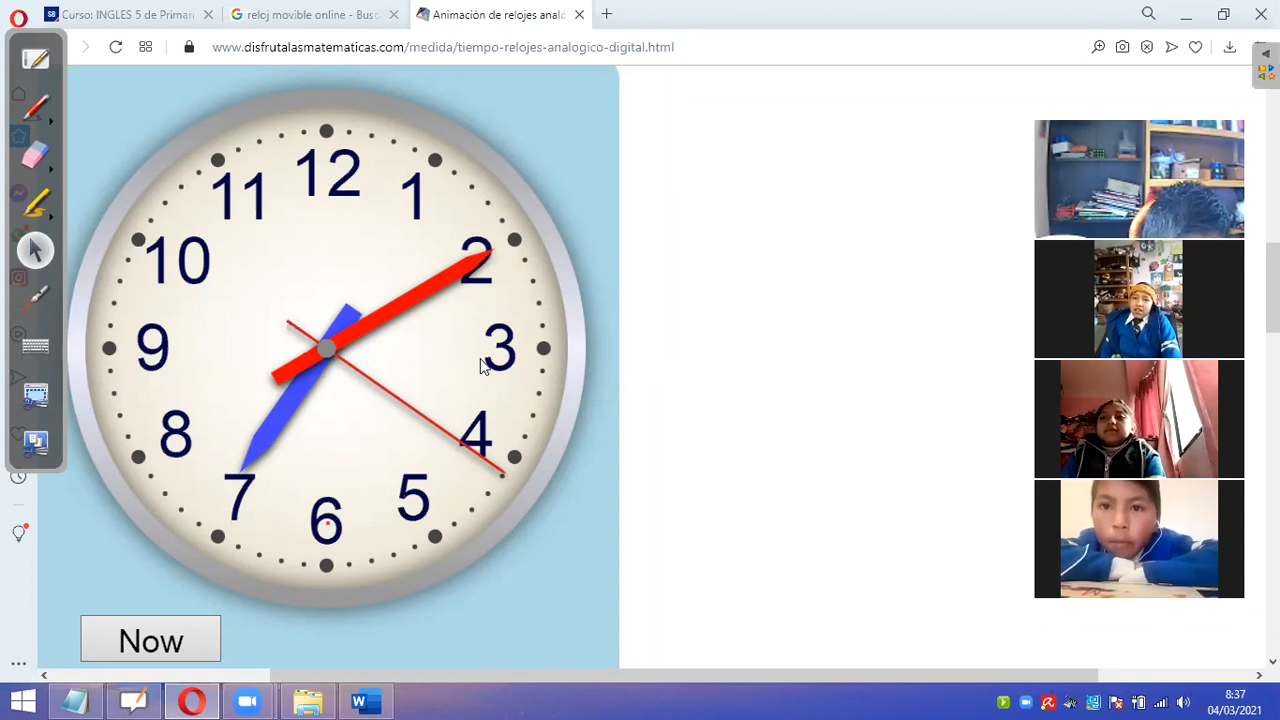 Curso: INGLES 5 de Primar
reloj movible online - Busc
Animación de relojes analó
www.disfrutalasmatematicas.com/medida/tiempo-relojes-analogico-digital.html
12
11
1
10
2
9
3
8
4
7
5
6
Now
8:37
04/03/2021